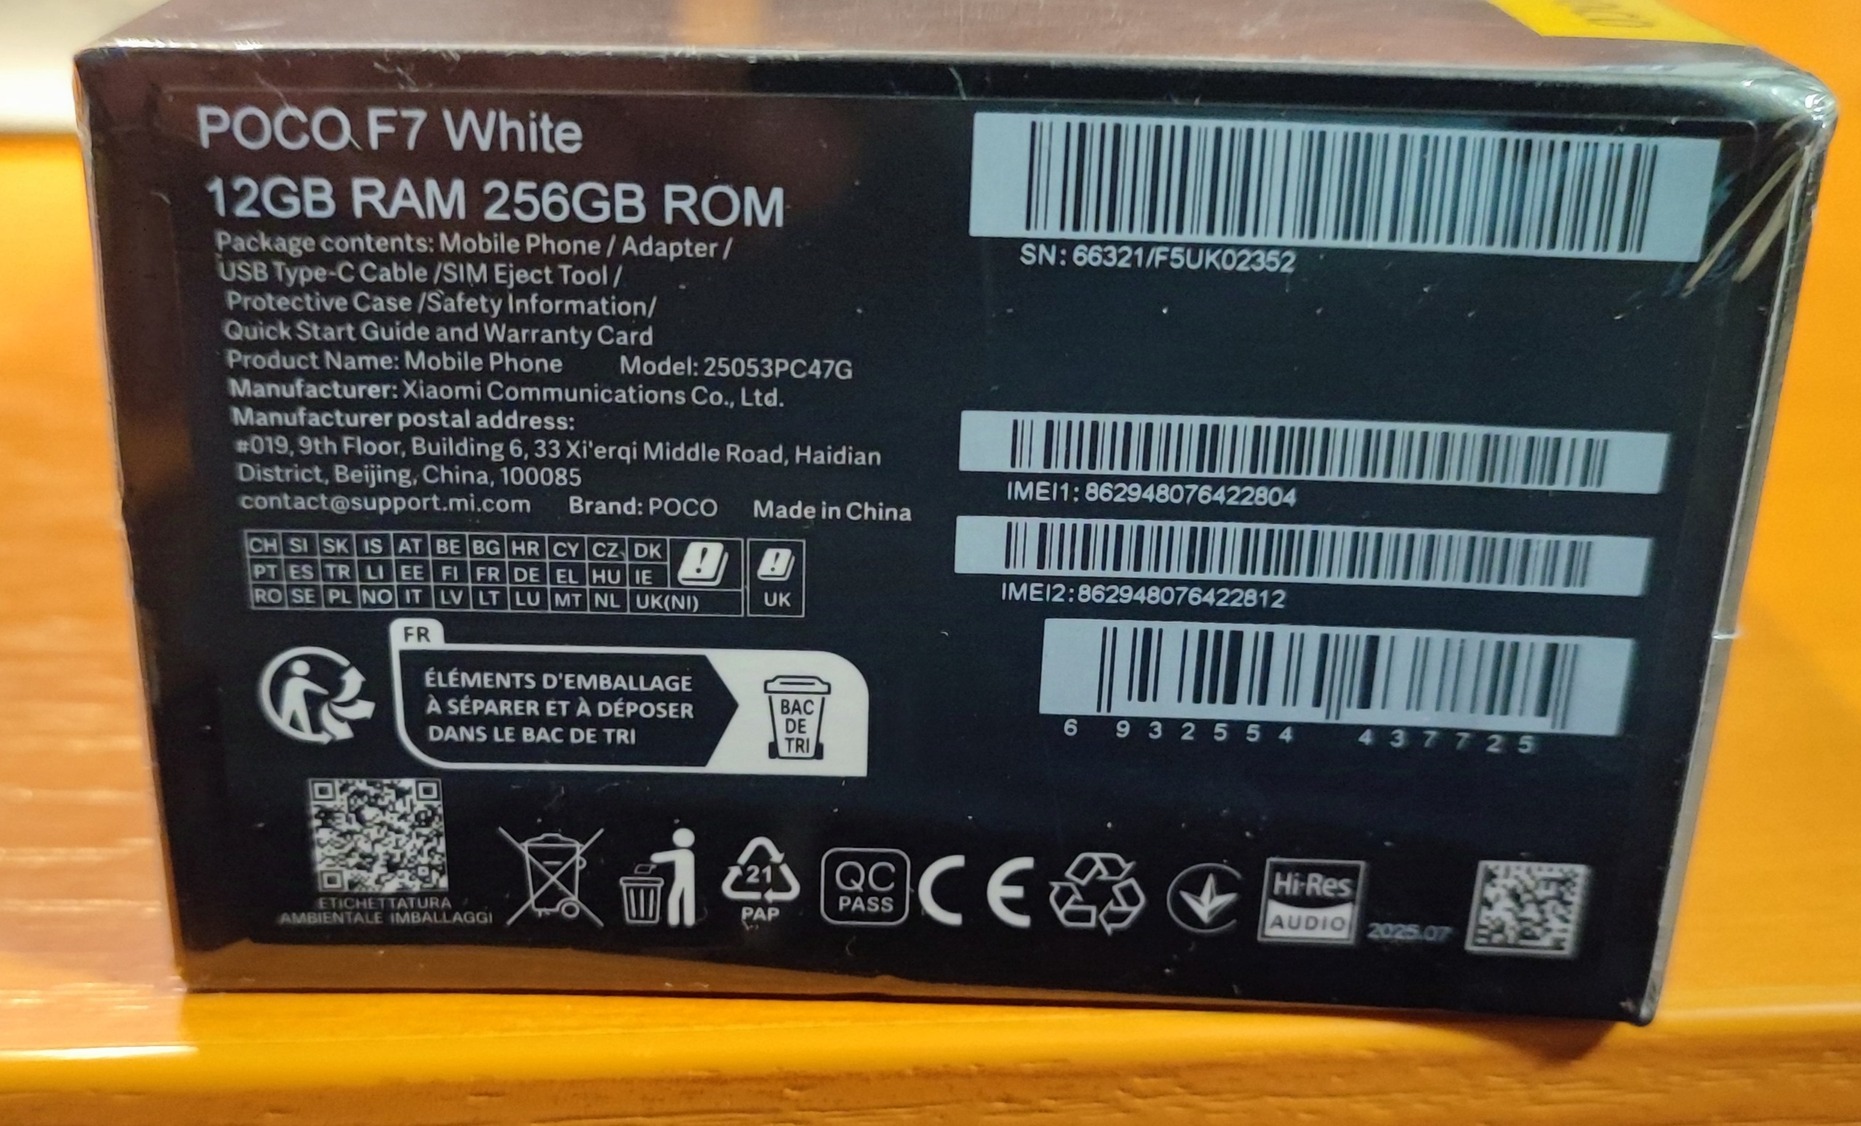 POCO F7 White
12GB RAM 256GB ROM
Package contents: Mobile Phone / Adapter /
USB Type-C Cable /SIM Eject Tool /
Protective Case /Safety Information/
Quick Start Guide and Warranty Card
Product Name: Mobile Phone Model: 25053PC47G
Manufacturer: Xiaomi Communications Co., Ltd.
Manufacturer postal address:
#019, 9th Floor, Building 6, 33 Xi'erqi Middle Road, Haidian
District, Beijing, China, 100085
contact@support.mi.com Brand: POCO Made in China
CH SI SK IS AT BE BG HR CY CZ DK
PT ES TR LI EE FI FR DE EL HU IE
RO SE PL NO IT LV LT LU MT NL UK(NI) UK
FR
ÉLÉMENTS D'EMBALLAGE
À SÉPARER ET À DÉPOSER
DANS LE BAC DE TRI
BAC
DE
TRI
ETICHETTATURA
AMBIENTALE IMBALLAGGI
21
PAP
QC
PASS
CE
Hi-Res
AUDIO
2025.07
SN: 66321/F5UK02352
IMEI1: 862948076422804
IMEI2: 862948076422812
6 932554 437725